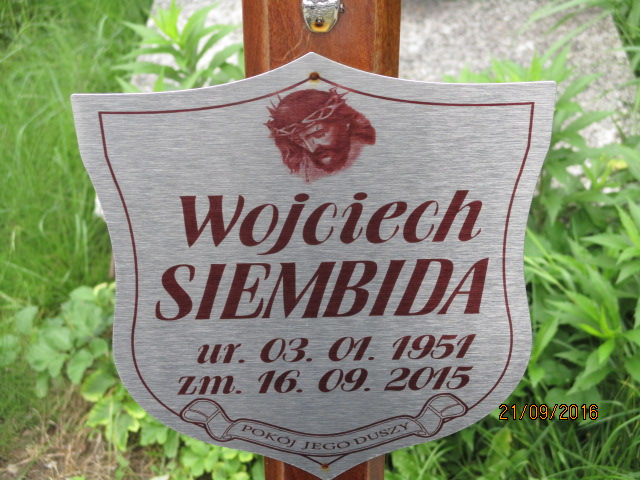 Wojciech
SIEMBIDA
ur. 03. 01. 1951
zm. 16. 09. 2015
POKÓJ JEGO DUSZY
21/09/2016